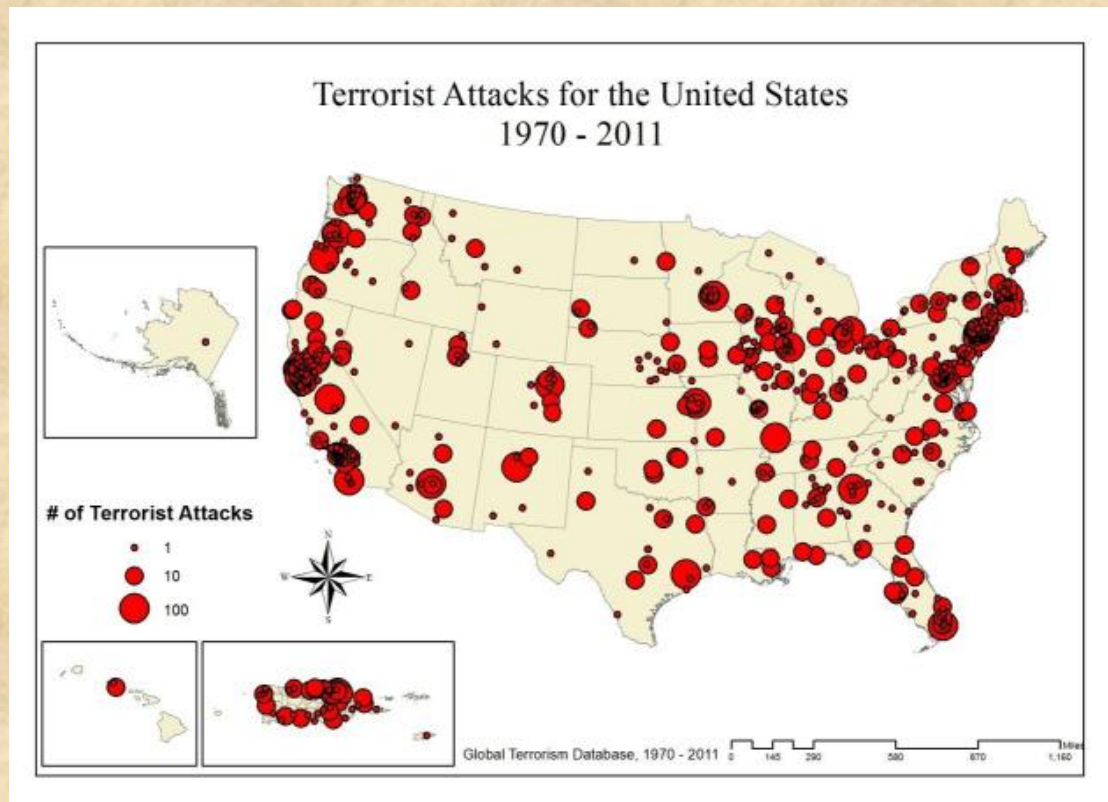 Terrorist Attacks for the United States
1970 - 2011
# of Terrorist Attacks
1
10
100
N
W
E
S
Global Terrorism Database, 1970 - 2011
Miles
0 145 290 580 870 1,160